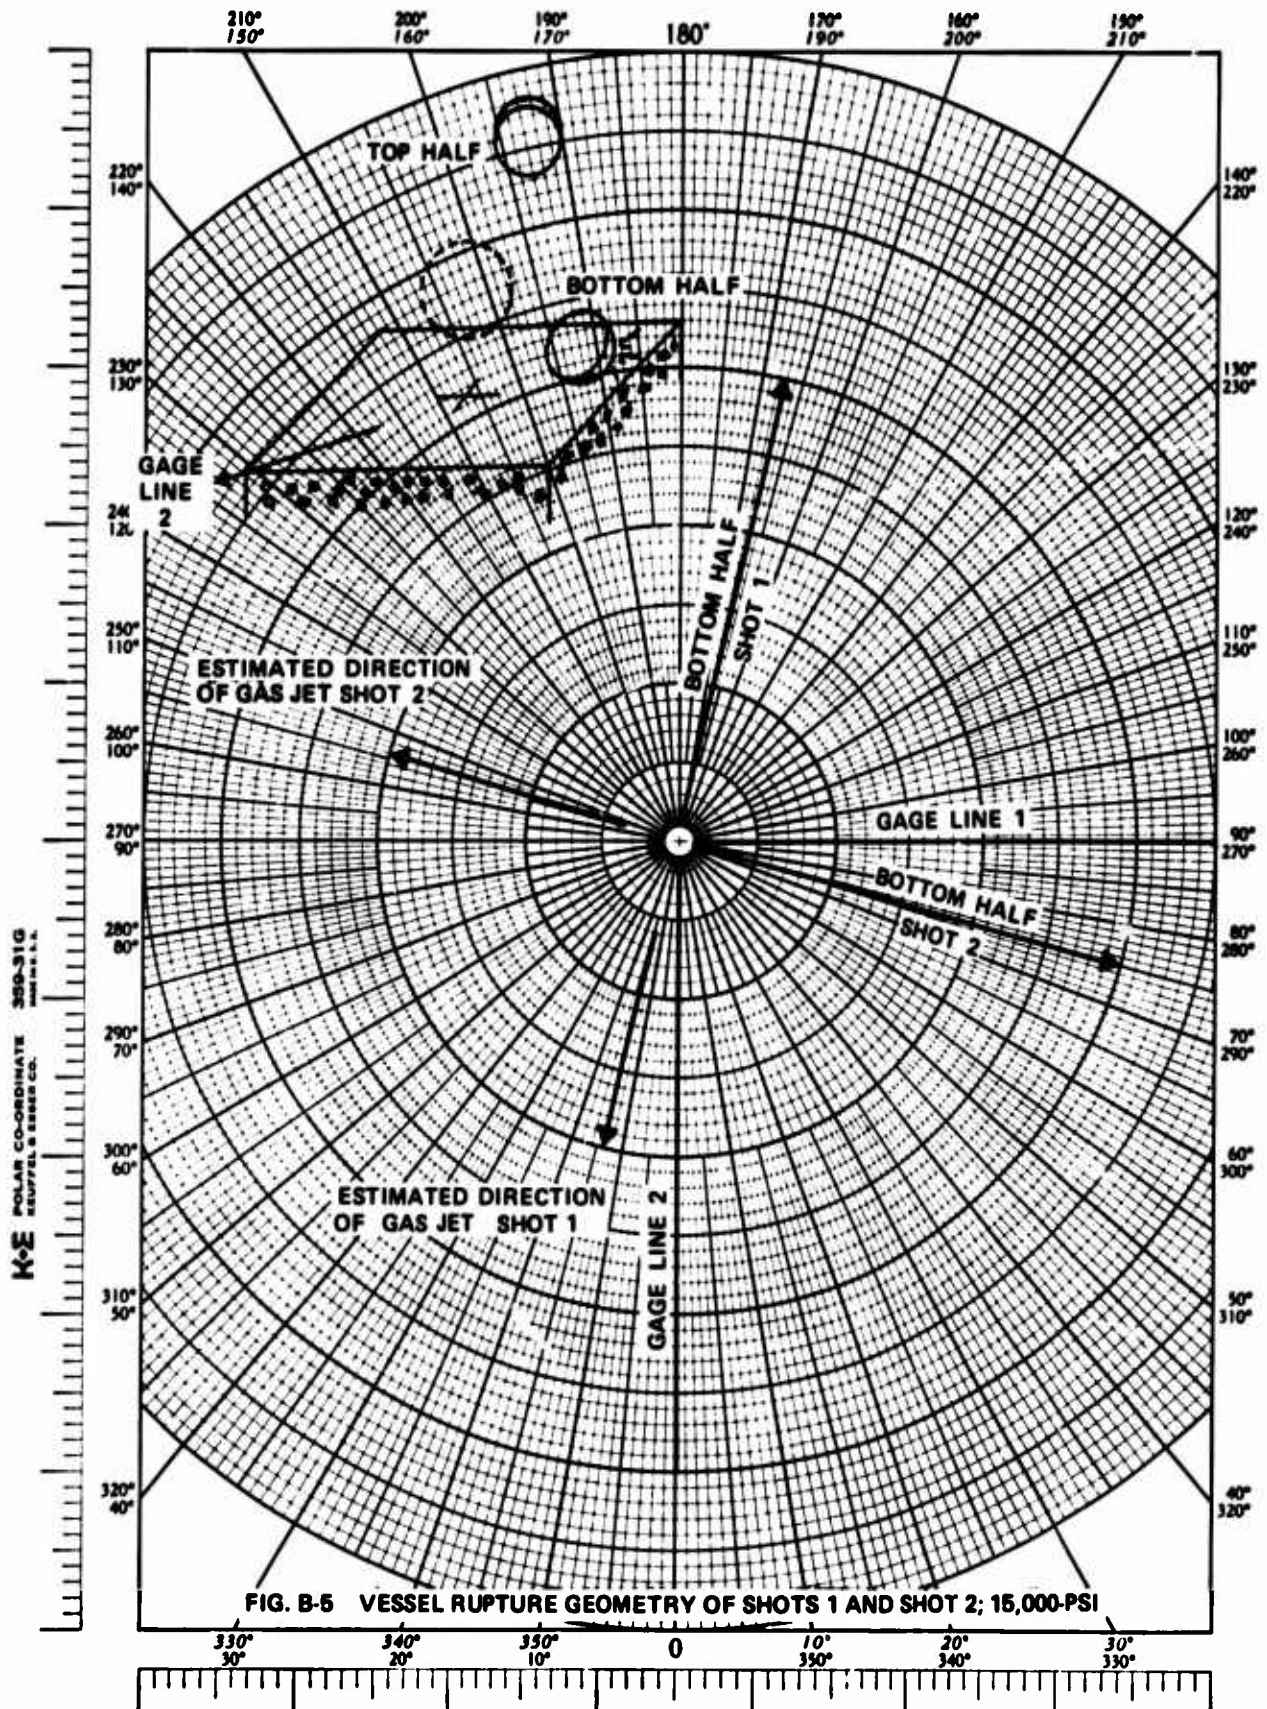 210° 200° 190° 180° 170° 160° 150°
150° 160° 170° 190° 200° 210°
TOP HALF
220°
140°
140°
220°
BOTTOM HALF
230°
130°
130°
230°
GAGE
LINE
2
120°
240°
BOTTOM HALF
SHOT 1
250°
110°
110°
250°
ESTIMATED DIRECTION
OF GAS JET SHOT 2
260°
100°
100°
260°
GAGE LINE 1
270°
90°
90°
270°
BOTTOM HALF
SHOT 2
280°
80°
80°
280°
K+E POLAR CO-ORDINATE 359-31G
KEUFFEL & ESSER CO.
290°
70°
70°
290°
300°
60°
60°
300°
ESTIMATED DIRECTION
OF GAS JET SHOT 1
GAGE LINE 2
310°
50°
50°
310°
320°
40°
40°
320°
FIG. B-5 VESSEL RUPTURE GEOMETRY OF SHOTS 1 AND SHOT 2; 15,000-PSI
330° 340° 350° 0 10° 20° 30°
30° 20° 10° 350° 340° 330°